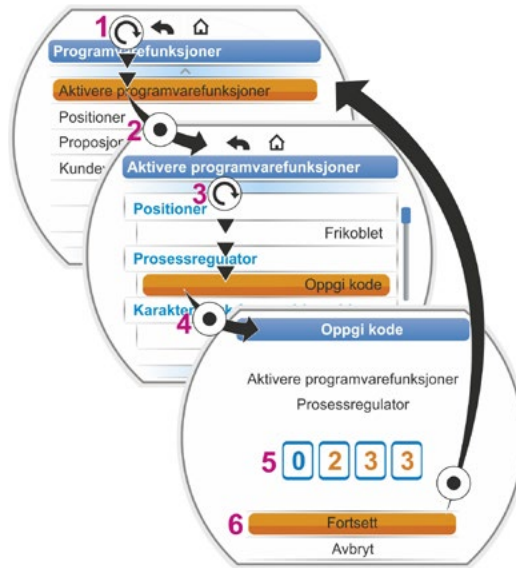 1
Programvarefunksjoner
Aktivere programvarefunksjoner
Positioner
2
Aktivere programvarefunksjoner
3
Positioner
Frikoblet
Prosessregulator
Oppgi kode
4
Oppgi kode
Aktivere programvarefunksjoner
Prosessregulator
5 0 2 3 3
6 Fortsett
Avbryt